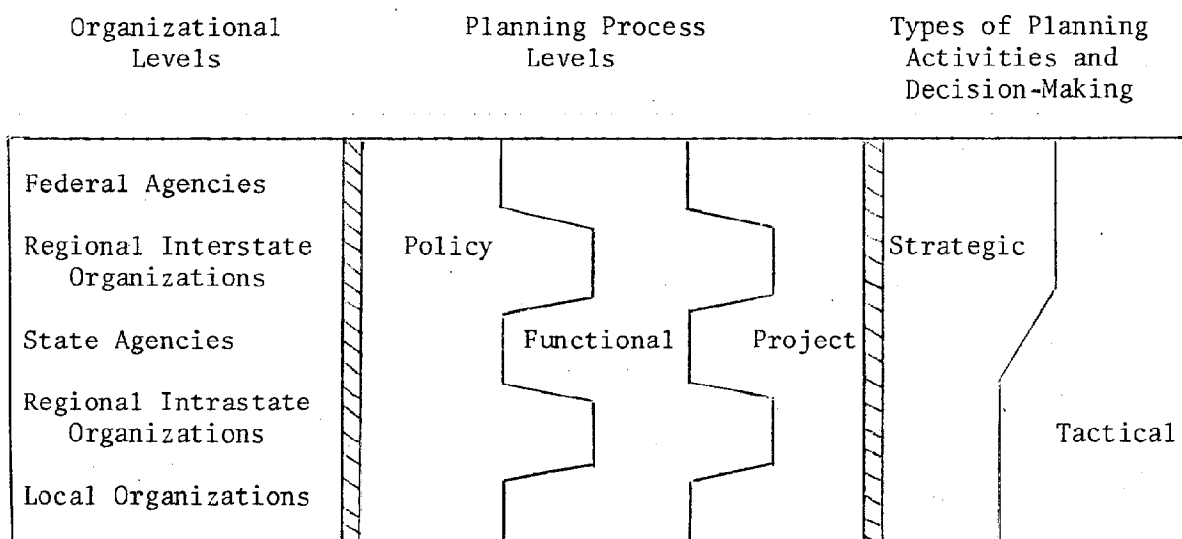 Organizational
Levels
Planning Process
Levels
Types of Planning
Activities and
Decision-Making
Federal Agencies
Regional Interstate
Organizations
Policy
Strategic
State Agencies
Functional
Project
Regional Intrastate
Organizations
Tactical
Local Organizations